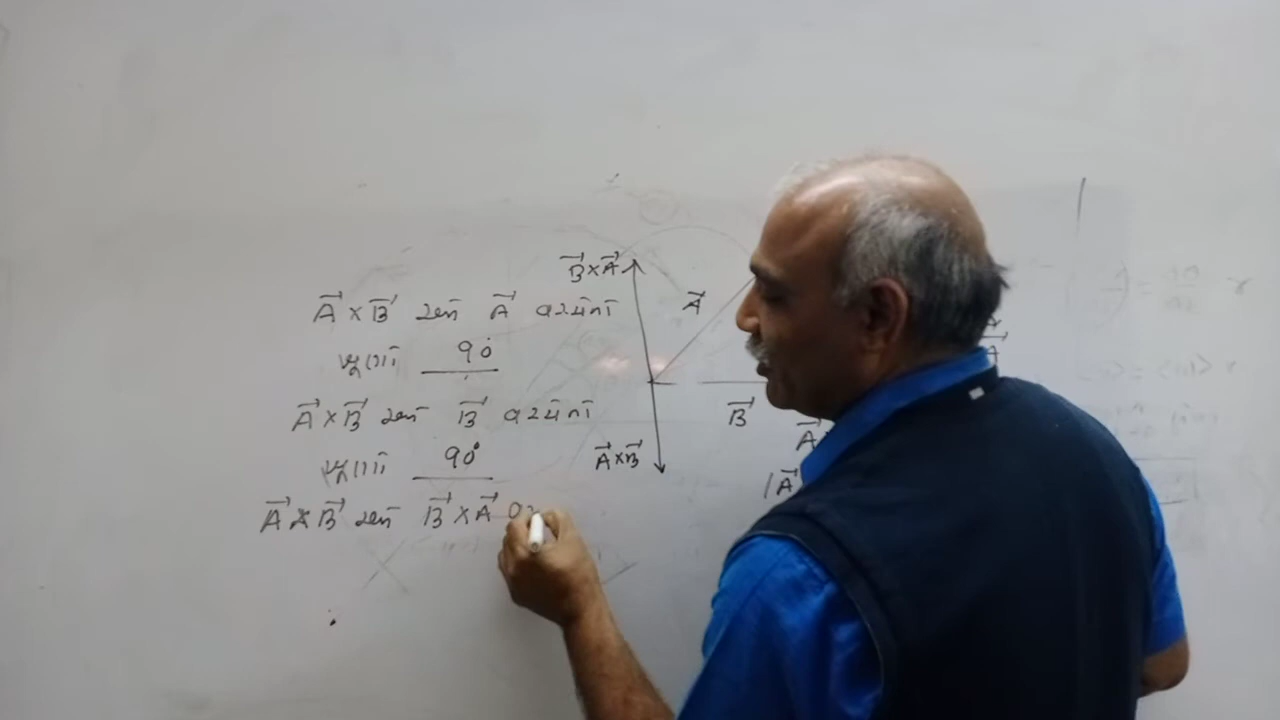 A⃗ × B⃗ અને A⃗ વચ્ચેનો
ખૂણો 90°
A⃗ × B⃗ અને B⃗ વચ્ચેનો
ખૂણો 90°
A⃗ × B⃗ અને B⃗ × A⃗
B⃗ × A⃗
A⃗
B⃗
A⃗ × B⃗